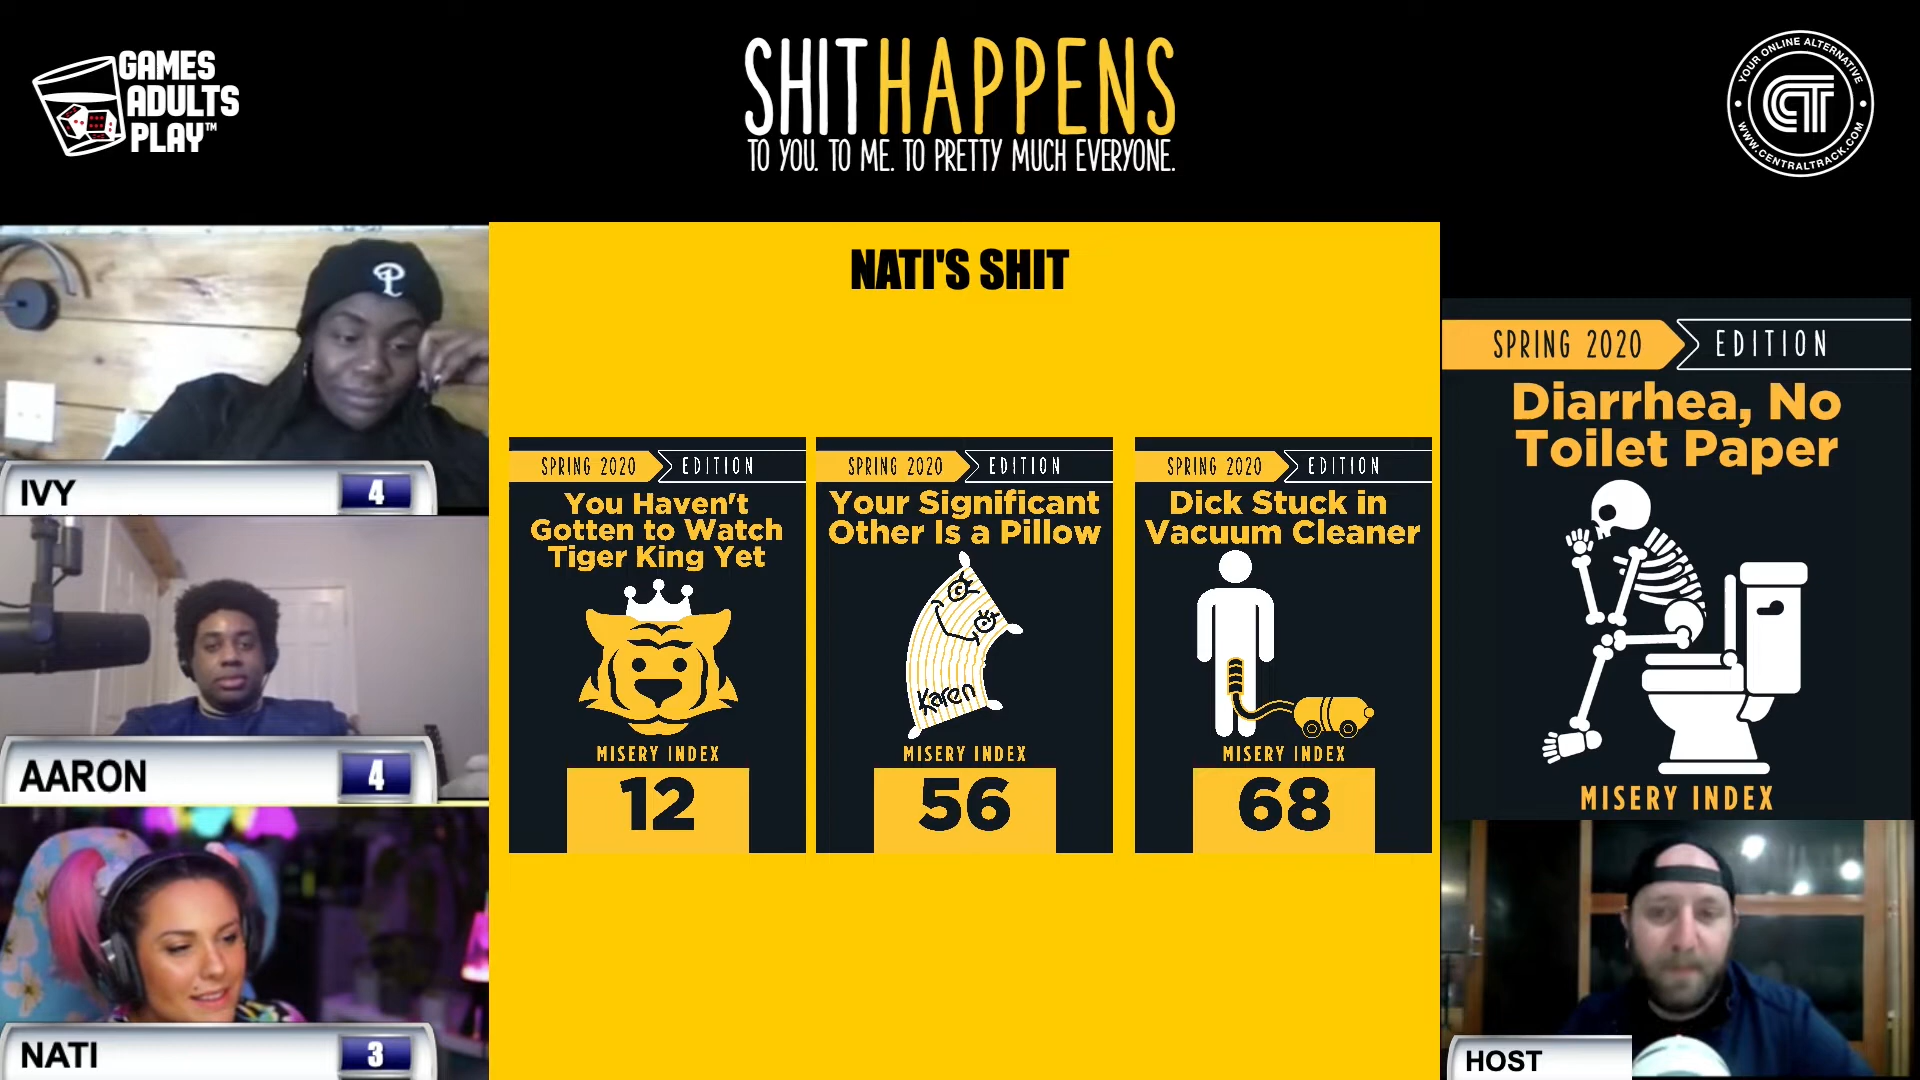 GAMES
ADULTS
PLAY™
SHIT HAPPENS
TO YOU. TO ME. TO PRETTY MUCH EVERYONE.
YOUR ONLINE ALTERNATIVE
CT
WWW.CENTRALTRACK.COM
IVY 4
AARON 4
NATI 3
NATI'S SHIT
SPRING 2020 EDITION
You Haven't
Gotten to Watch
Tiger King Yet
MISERY INDEX
12
SPRING 2020 EDITION
Your Significant
Other Is a Pillow
Karen
MISERY INDEX
56
SPRING 2020 EDITION
Dick Stuck in
Vacuum Cleaner
MISERY INDEX
68
SPRING 2020 EDITION
Diarrhea, No
Toilet Paper
MISERY INDEX
HOST